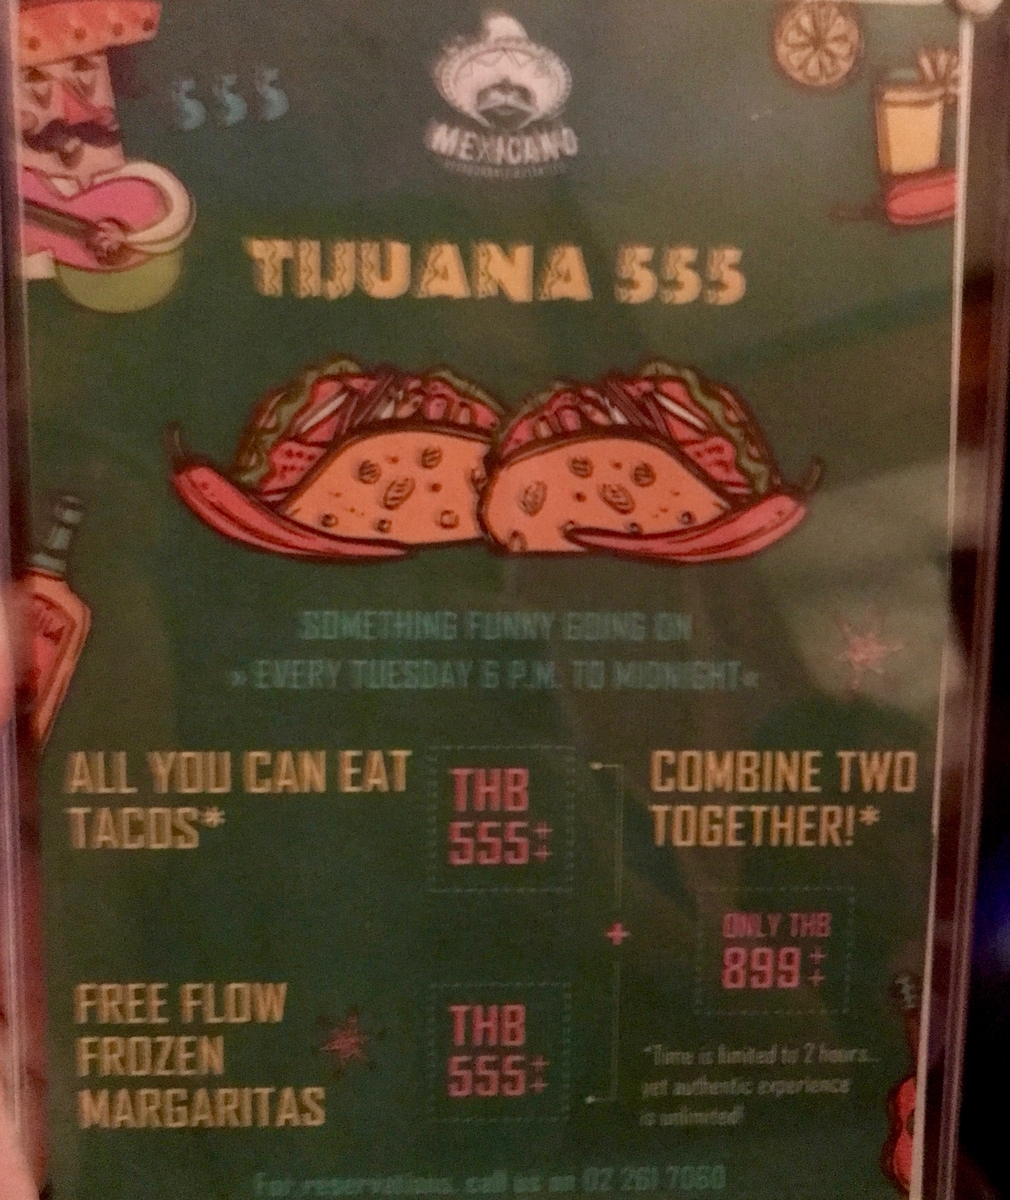 555
MEXICANO
TIJUANA 555
SOMETHING FUNNY GOING ON
» EVERY TUESDAY 6 P.M. TO MIDNIGHT «
ALL YOU CAN EAT
TACOS*
THB
555++
COMBINE TWO
TOGETHER!*
+
ONLY THB
899++
FREE FLOW
FROZEN
MARGARITAS
THB
555++
*Time is limited to 2 hours...
yet authentic experience
is unlimited!
For reservations, call us on 02 261 7080